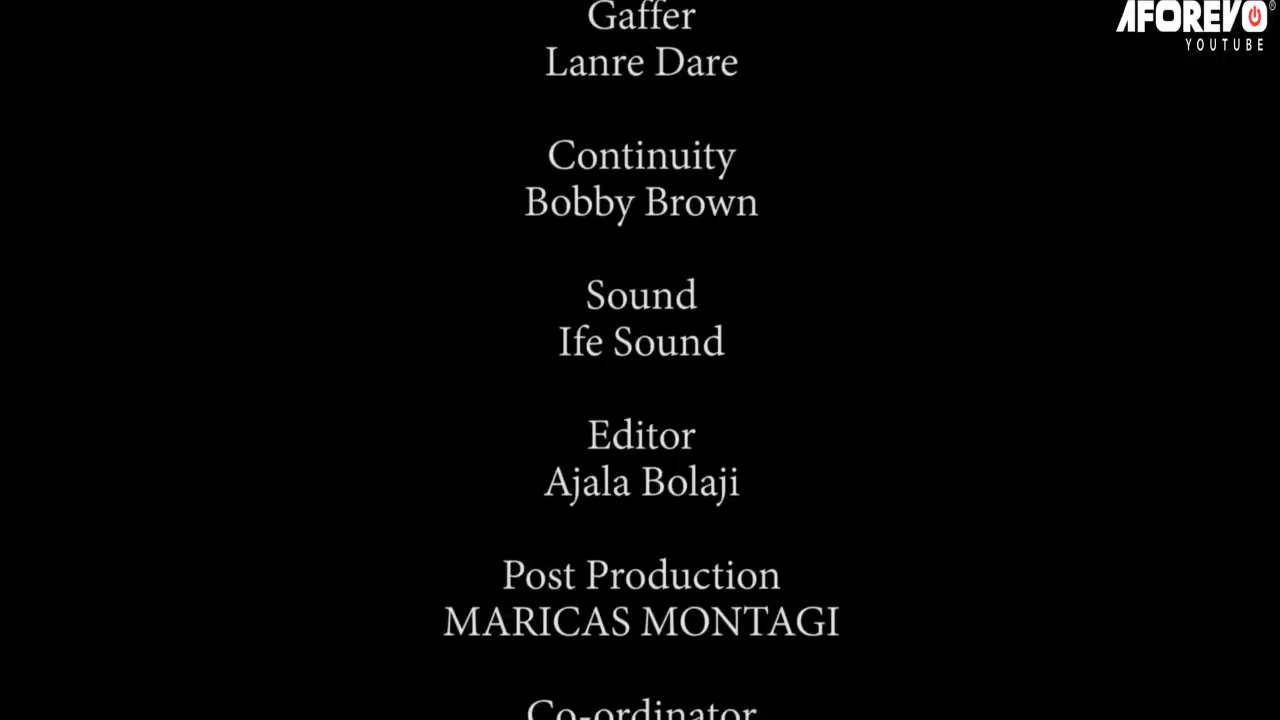 AFOREVO
YOUTUBE
Gaffer
Lanre Dare
Continuity
Bobby Brown
Sound
Ife Sound
Editor
Ajala Bolaji
Post Production
MARICAS MONTAGI
Co-ordinator